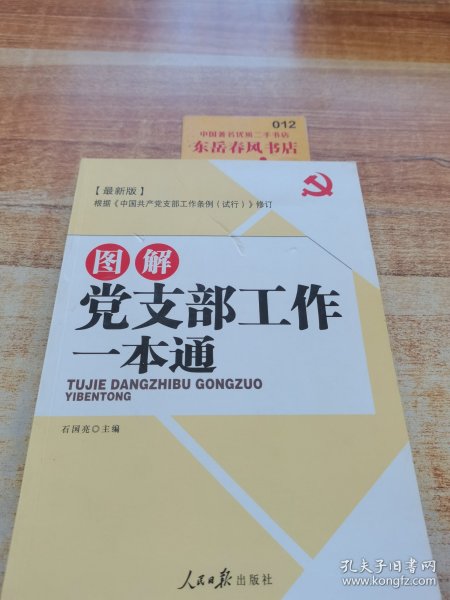 012
中国著名优质二手书店
东岳春风书店
【最新版】
根据《中国共产党支部工作条例(试行)》修订
图解
党支部工作
一本通
TUJIE DANGZHIBU GONGZUO
YIBENTONG
石国亮○主编
人民日报出版社
孔夫子旧书网
www.kongfz.com